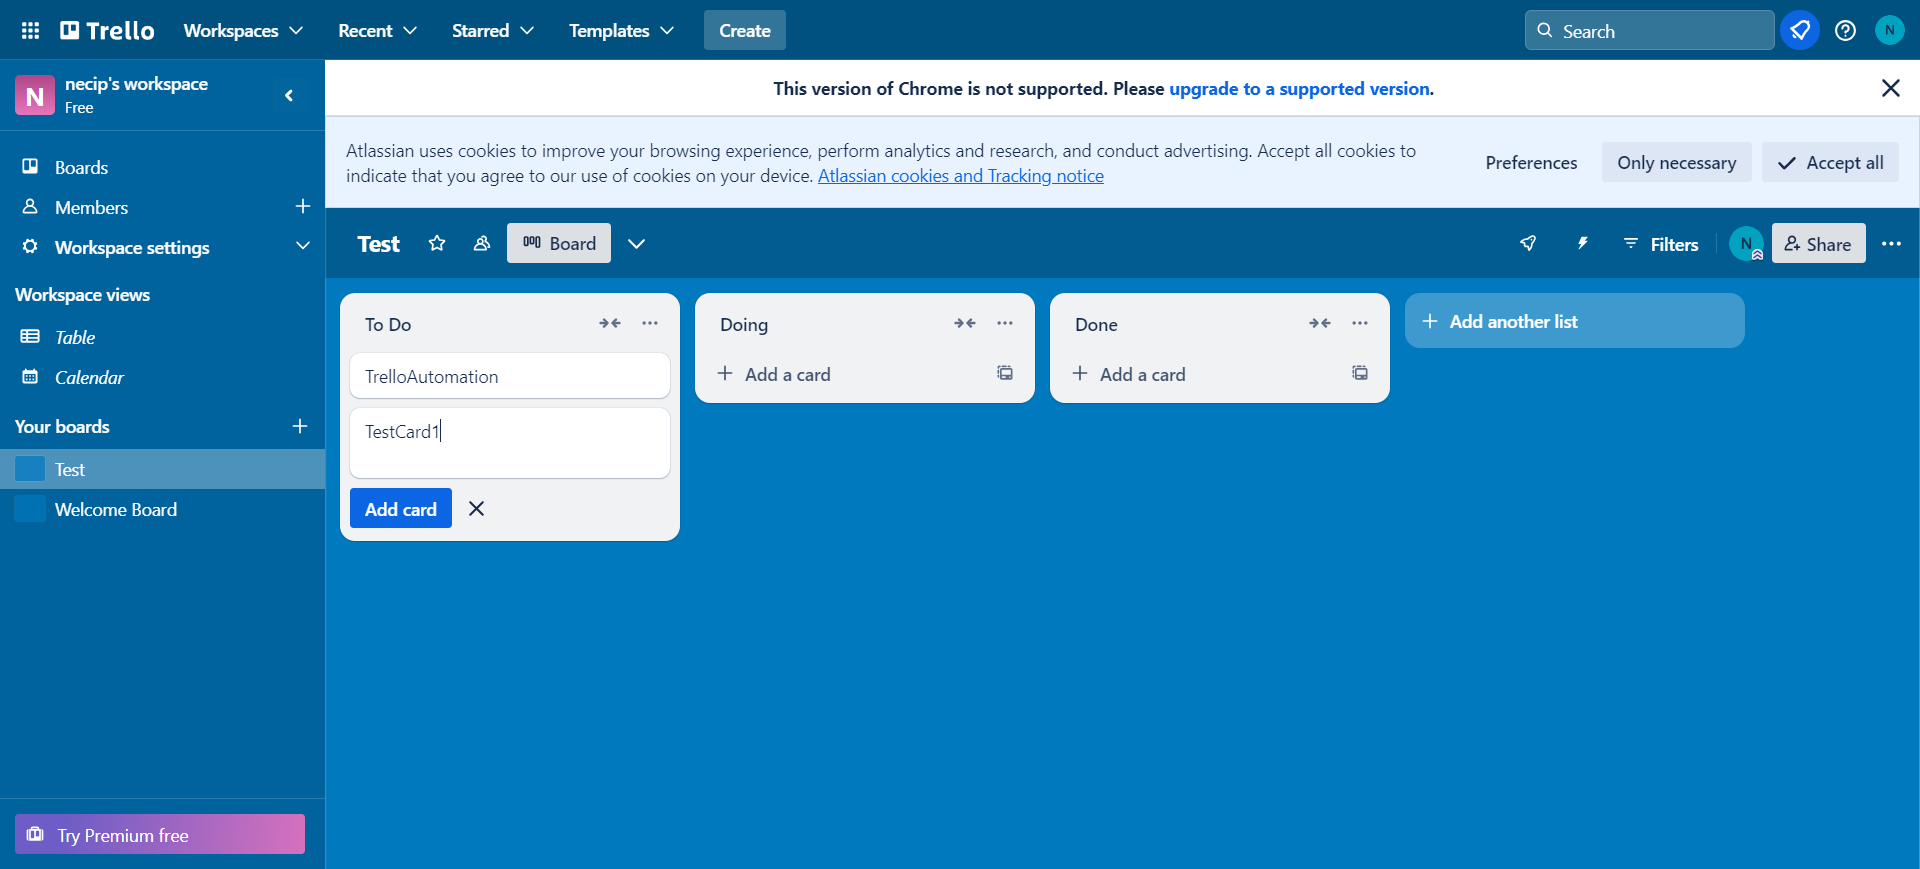 Trello
Workspaces
Recent
Starred
Templates
Create
Search
N
N
necip's workspace
Free
This version of Chrome is not supported. Please upgrade to a supported version.
Atlassian uses cookies to improve your browsing experience, perform analytics and research, and conduct advertising. Accept all cookies to
indicate that you agree to our use of cookies on your device. Atlassian cookies and Tracking notice
Preferences
Only necessary
Accept all
Boards
Members
Workspace settings
Workspace views
Table
Calendar
Your boards
Test
Welcome Board
Try Premium free
Test
Board
Filters
N
Share
To Do
TrelloAutomation
TestCard1
Add card
Doing
Add a card
Done
Add a card
Add another list